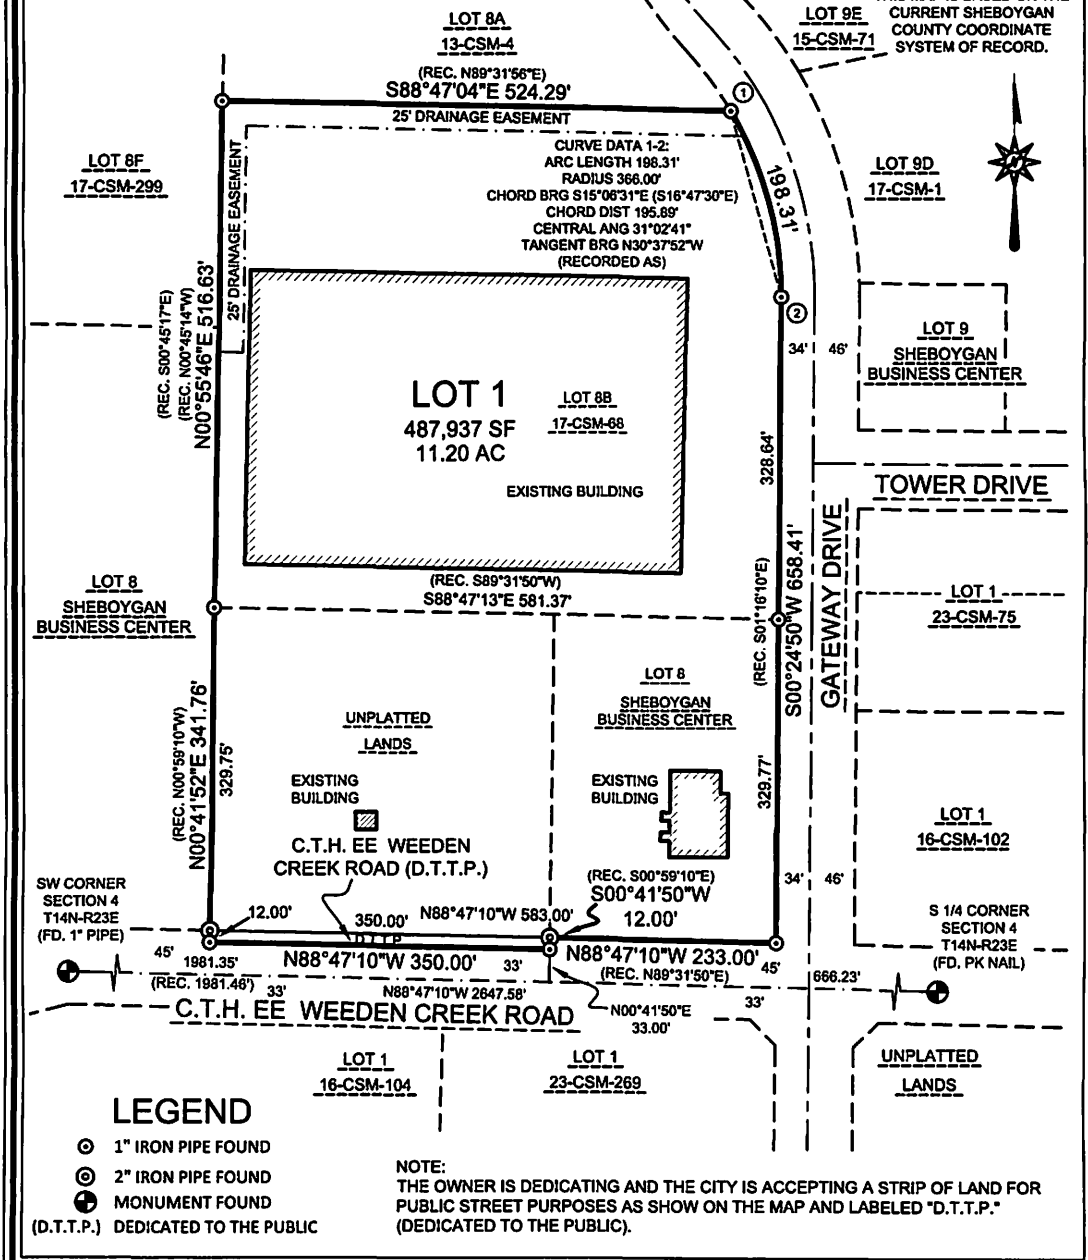 LOT 8A
13-CSM-4
(REC. N89°31'56"E)
S88°47'04"E 524.29'
25' DRAINAGE EASEMENT
LOT 9E
15-CSM-71
CURRENT SHEBOYGAN
COUNTY COORDINATE
SYSTEM OF RECORD.
1
CURVE DATA 1-2:
ARC LENGTH 198.31'
RADIUS 366.00'
CHORD BRG S15°06'31"E (S16°47'30"E)
CHORD DIST 195.89'
CENTRAL ANG 31°02'41"
TANGENT BRG N30°37'52"W
(RECORDED AS)
198.31'
LOT 8F
17-CSM-299
25' DRAINAGE EASEMENT
LOT 9D
17-CSM-1
(REC. S00°45'17"E)
(REC. N00°45'14"W)
N00°55'46"E 516.63'
2
34' 46'
LOT 9
SHEBOYGAN
BUSINESS CENTER
LOT 1
487,937 SF
11.20 AC
LOT 8B
17-CSM-68
EXISTING BUILDING
328.64'
TOWER DRIVE
(REC. S89°31'50"W)
S88°47'13"E 581.37'
(REC. S01°16'10"E)
S00°24'50"W 658.41'
GATEWAY DRIVE
LOT 8
SHEBOYGAN
BUSINESS CENTER
LOT 1
23-CSM-75
(REC. N00°59'10"W)
N00°41'52"E 341.76'
329.75'
UNPLATTED
LANDS
LOT 8
SHEBOYGAN
BUSINESS CENTER
329.77'
EXISTING
BUILDING
EXISTING
BUILDING
C.T.H. EE WEEDEN
CREEK ROAD (D.T.T.P.)
LOT 1
16-CSM-102
(REC. S00°59'10"E)
S00°41'50"W
12.00'
34' 46'
SW CORNER
SECTION 4
T14N-R23E
(FD. 1" PIPE)
12.00'
350.00'
N88°47'10"W 583.00'
D.T.T.P.
S 1/4 CORNER
SECTION 4
T14N-R23E
(FD. PK NAIL)
45'
1981.35'
(REC. 1981.46')
N88°47'10"W 350.00'
33'
N88°47'10"W 233.00'
(REC. N89°31'50"E)
45'
666.23'
33'
N88°47'10"W 2647.58'
N00°41'50"E
33.00'
33'
C.T.H. EE WEEDEN CREEK ROAD
LOT 1
16-CSM-104
LOT 1
23-CSM-269
UNPLATTED
LANDS
LEGEND
1" IRON PIPE FOUND
2" IRON PIPE FOUND
MONUMENT FOUND
(D.T.T.P.) DEDICATED TO THE PUBLIC
NOTE:
THE OWNER IS DEDICATING AND THE CITY IS ACCEPTING A STRIP OF LAND FOR
PUBLIC STREET PURPOSES AS SHOW ON THE MAP AND LABELED "D.T.T.P."
(DEDICATED TO THE PUBLIC).